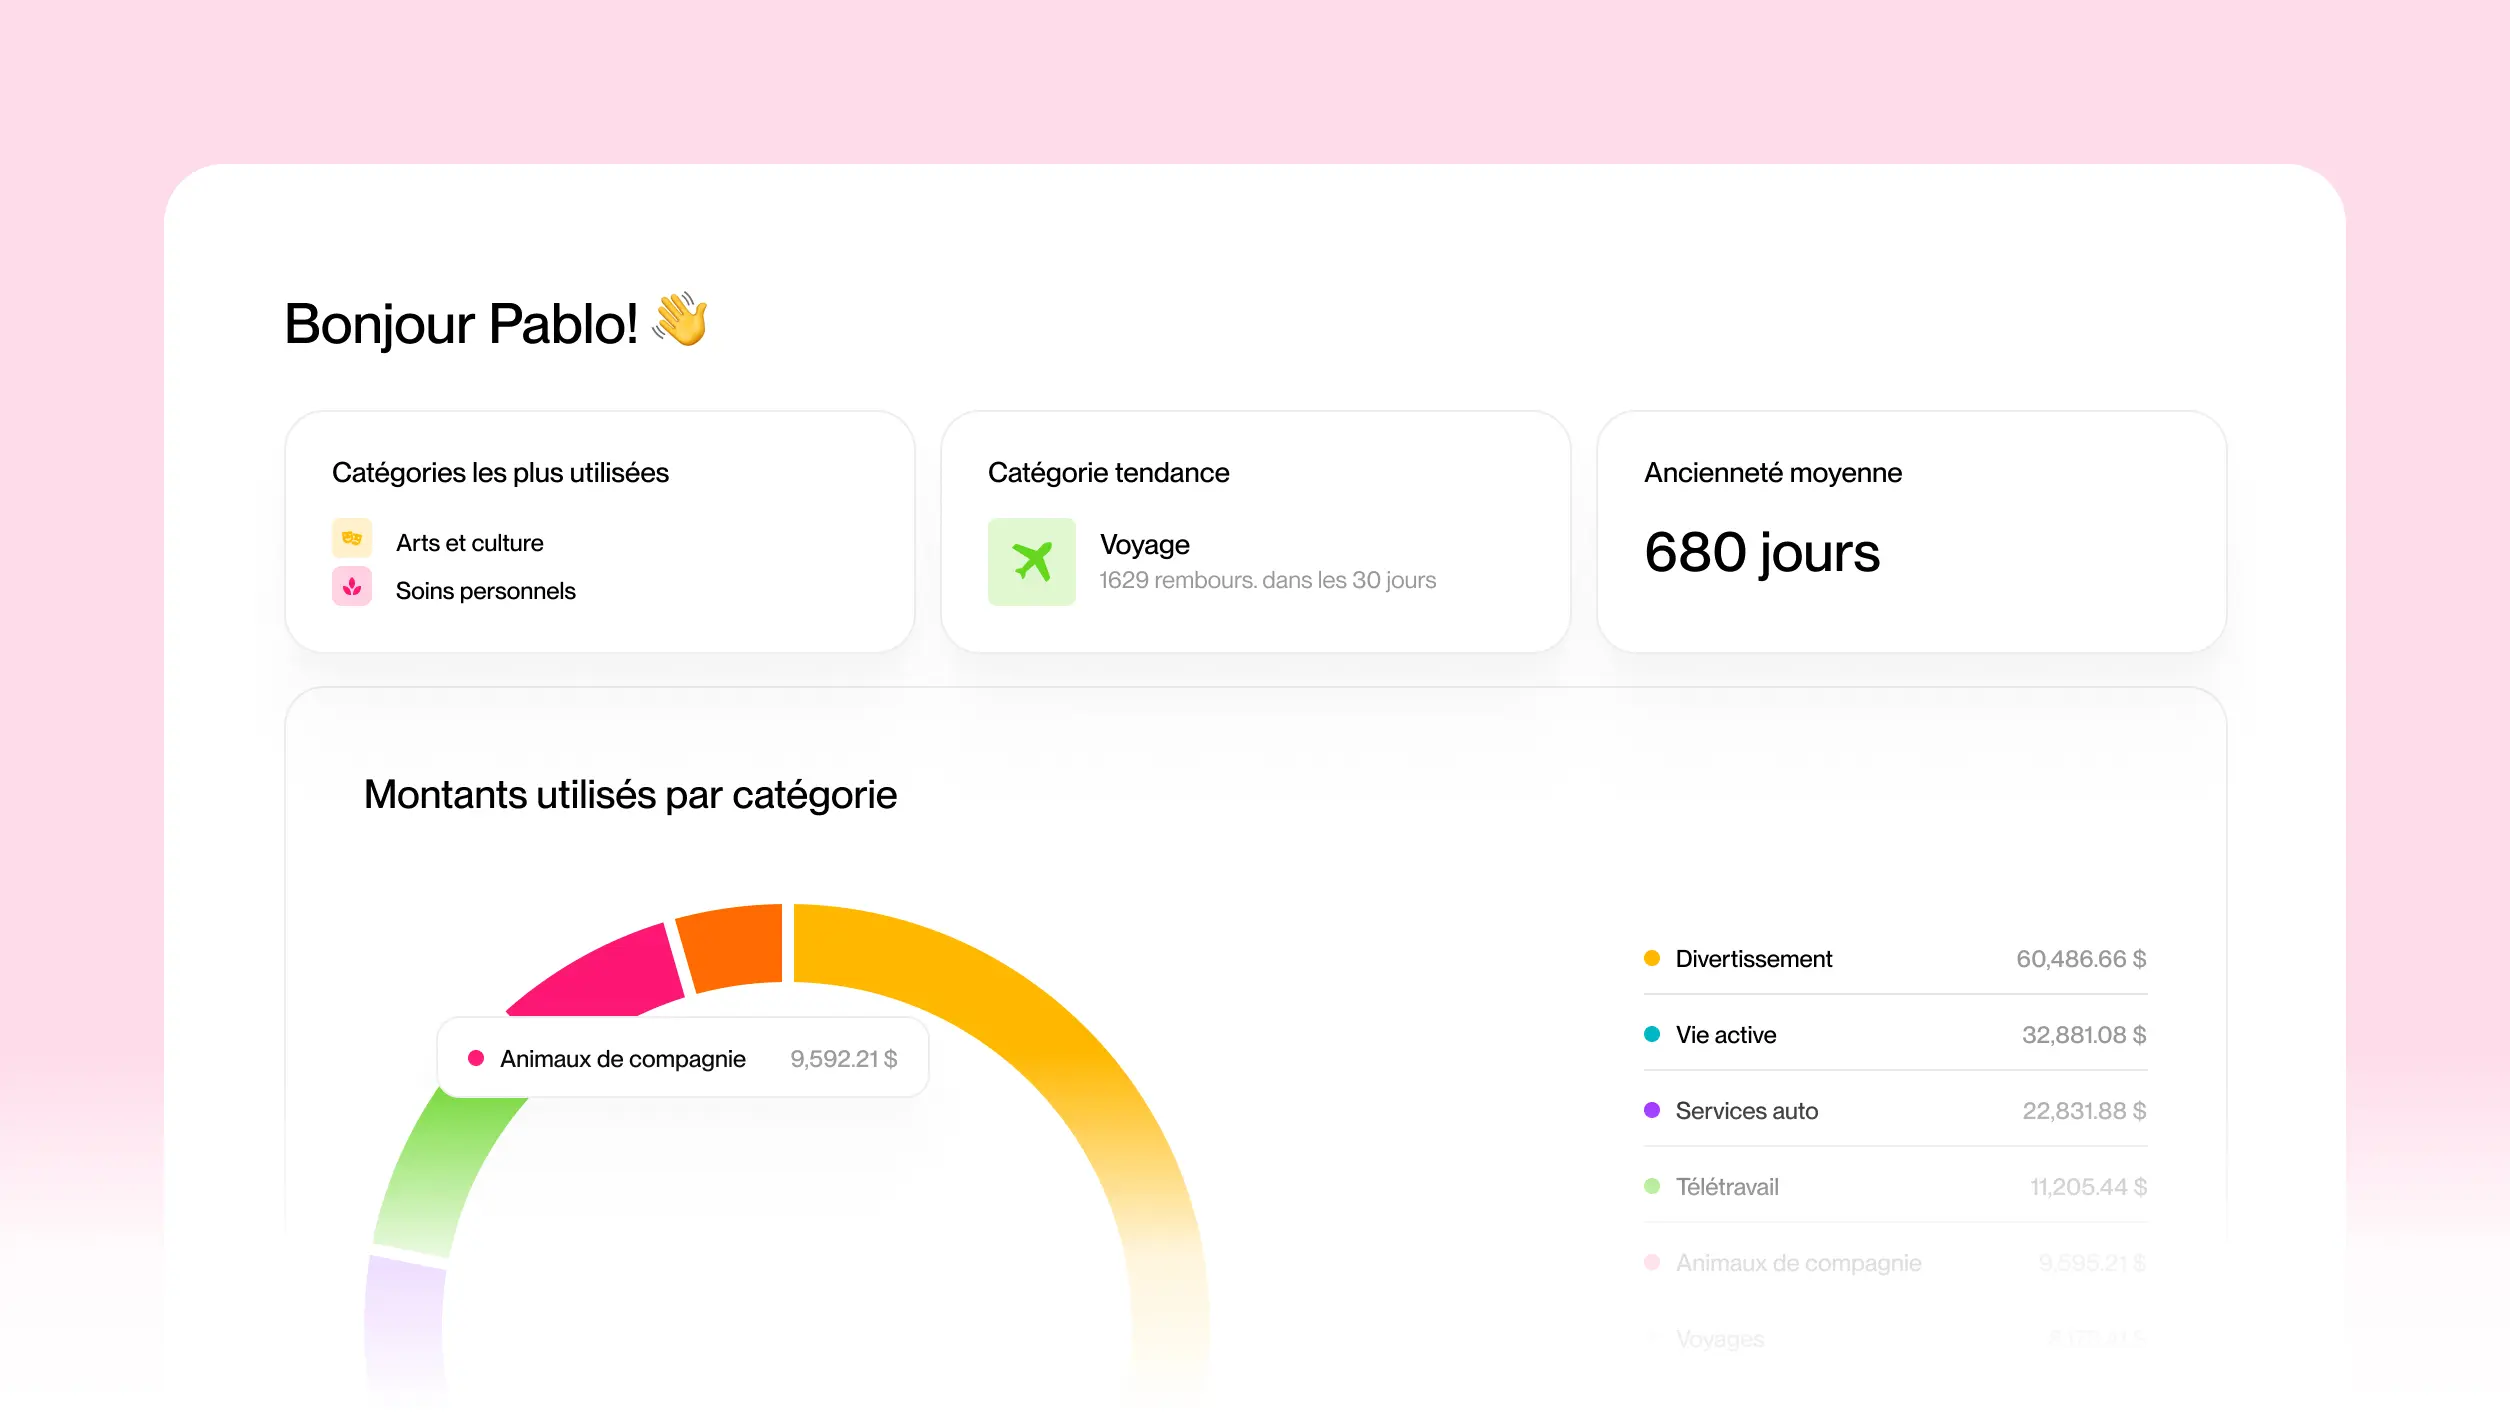 Bonjour Pablo! 👋
Catégories les plus utilisées
Arts et culture
Soins personnels
Catégorie tendance
Voyage
1629 rembours. dans les 30 jours
Ancienneté moyenne
680 jours
Montants utilisés par catégorie
Animaux de compagnie 9,592.21 $
Divertissement 60,486.66 $
Vie active 32,881.08 $
Services auto 22,831.88 $
Télétravail 11,205.44 $
Animaux de compagnie 9,595.21 $
Voyages